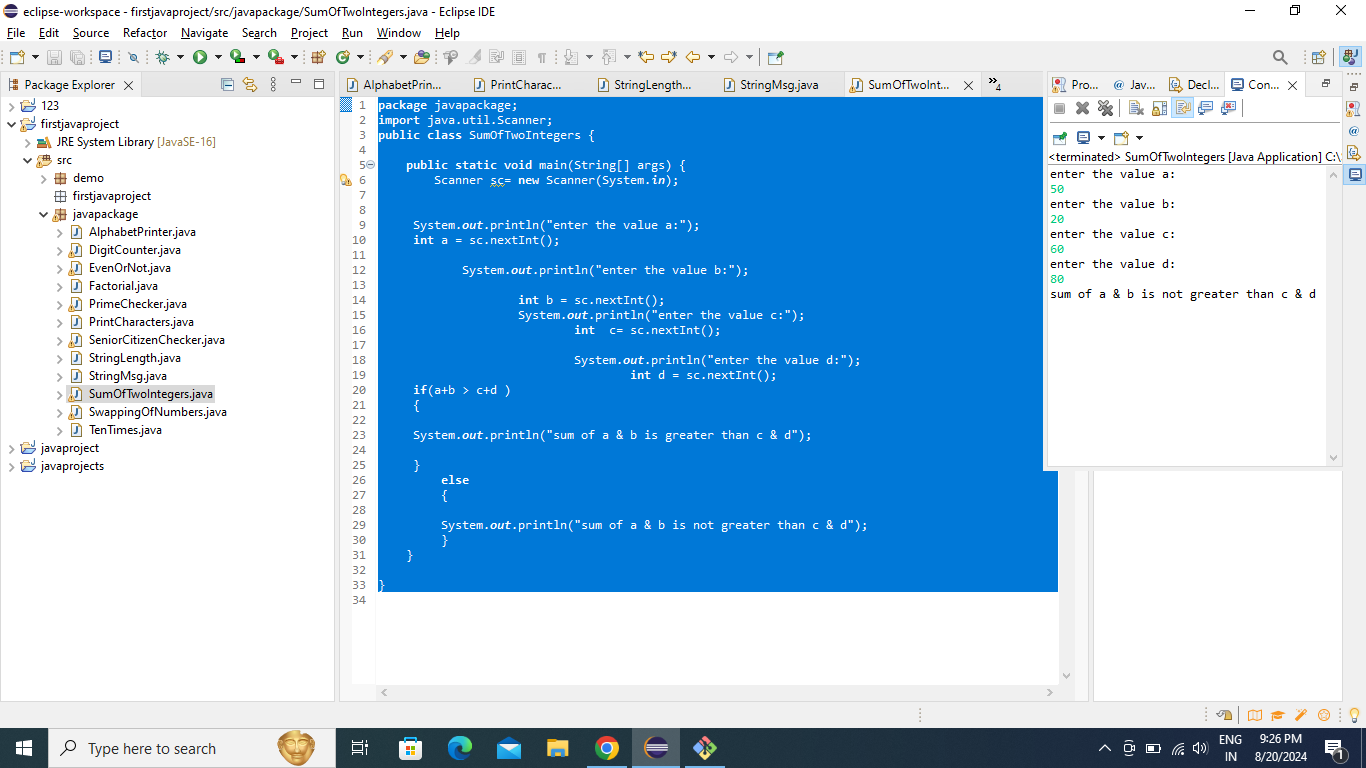 eclipse-workspace - firstjavaproject/src/javapackage/SumOfTwoIntegers.java - Eclipse IDE
File Edit Source Refactor Navigate Search Project Run Window Help
Package Explorer
123
firstjavaproject
JRE System Library [JavaSE-16]
src
demo
firstjavaproject
javapackage
AlphabetPrinter.java
DigitCounter.java
EvenOrNot.java
Factorial.java
PrimeChecker.java
PrintCharacters.java
SeniorCitizenChecker.java
StringLength.java
StringMsg.java
SumOfTwoIntegers.java
SwappingOfNumbers.java
TenTimes.java
javaproject
javaprojects
AlphabetPrin... PrintCharac... StringLength.... StringMsg.java SumOfTwoInt... »4
1 package javapackage;
2 import java.util.Scanner;
3 public class SumOfTwoIntegers {
4
5 public static void main(String[] args) {
6 Scanner sc= new Scanner(System.in);
7
8
9 System.out.println("enter the value a:");
10 int a = sc.nextInt();
11
12 System.out.println("enter the value b:");
13
14 int b = sc.nextInt();
15 System.out.println("enter the value c:");
16 int  c= sc.nextInt();
17
18 System.out.println("enter the value d:");
19 int d = sc.nextInt();
20 if(a+b > c+d )
21 {
22
23 System.out.println("sum of a & b is greater than c & d");
24
25 }
26 else
27 {
28
29 System.out.println("sum of a & b is not greater than c & d");
30 }
31 }
32
33 }
34
Pro... Jav... Decl... Con...
<terminated> SumOfTwoIntegers [Java Application] C:\
enter the value a:
50
enter the value b:
20
enter the value c:
60
enter the value d:
80
sum of a & b is not greater than c & d
Type here to search
ENG
IN
9:26 PM
8/20/2024
1